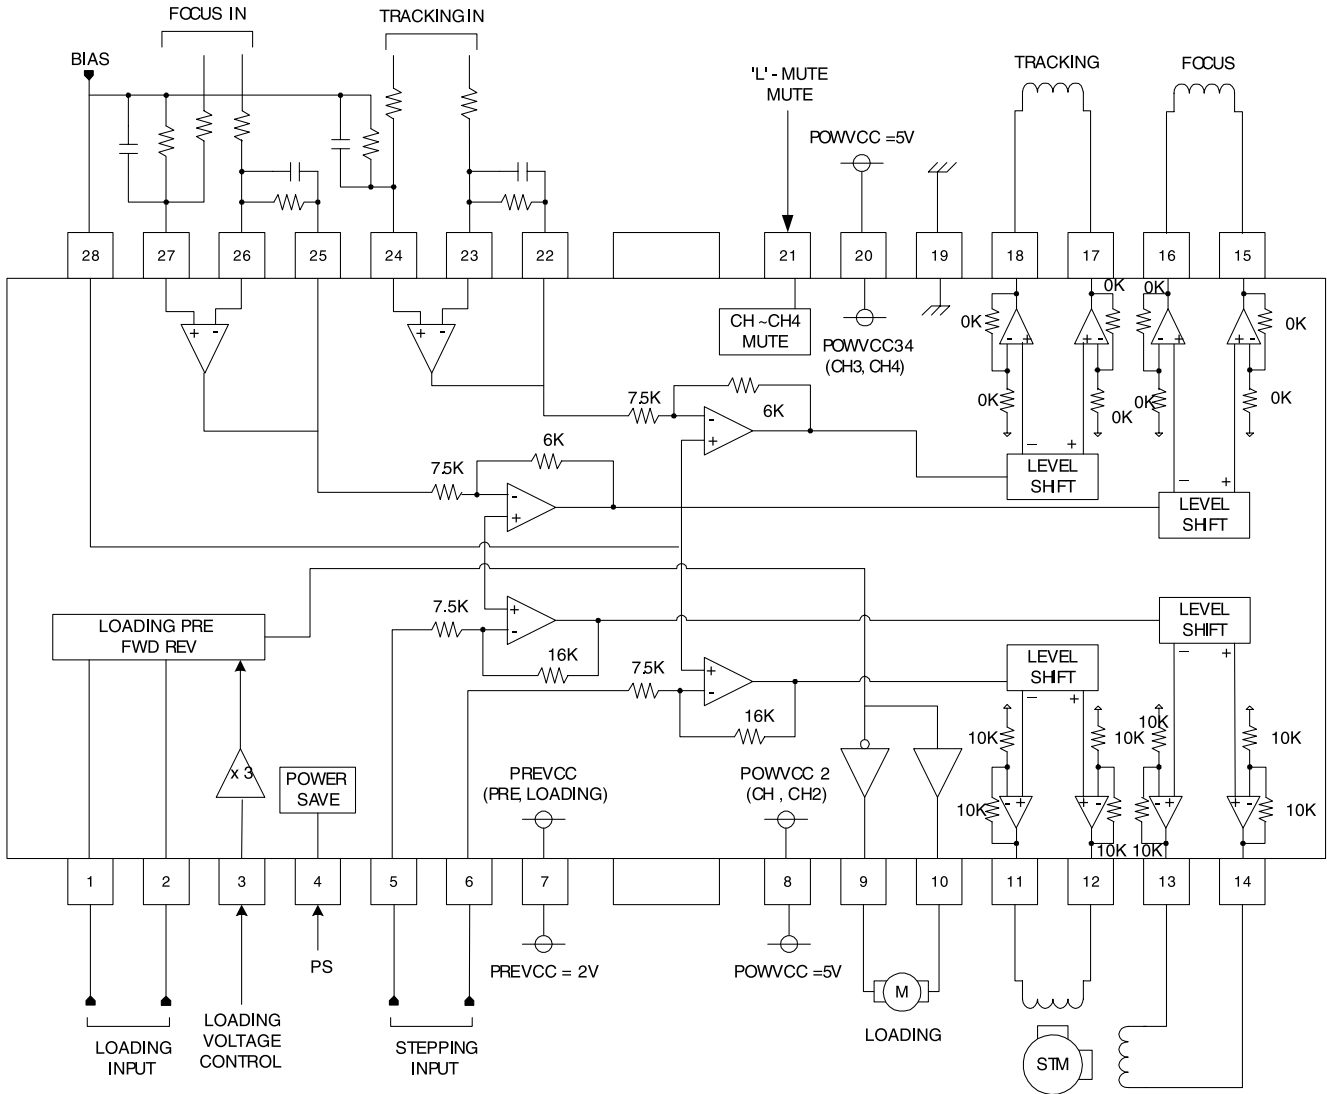 FOCUS IN
TRACKING IN
BIAS
'L' - MUTE
MUTE
TRACKING
FOCUS
POWVCC =5V
28
27
26
25
24
23
22
21
20
19
18
17
16
15
+ -
+ -
CH ~CH4
MUTE
POWVCC34
(CH3, CH4)
0K
0K
0K
0K
- +
+ -
- +
+ -
0K
0K
0K
0K
7.5K
6K
-
+
- +
LEVEL
SHIFT
6K
7.5K
-
+
- +
LEVEL
SHIFT
LOADING PRE
FWD REV
7.5K
+
-
16K
LEVEL
SHIFT
- +
7.5K
+
-
16K
LEVEL
SHIFT
- +
x 3
POWER
SAVE
PREVCC
(PRE, LOADING)
POWVCC 2
(CH , CH2)
10K
10K
10K
10K
10K
10K
10K
10K
- +
+ -
- +
+ -
1
2
3
4
5
6
7
8
9
10
11
12
13
14
PS
PREVCC = 2V
POWVCC =5V
M
LOADING
INPUT
LOADING
VOLTAGE
CONTROL
STEPPING
INPUT
LOADING
STM